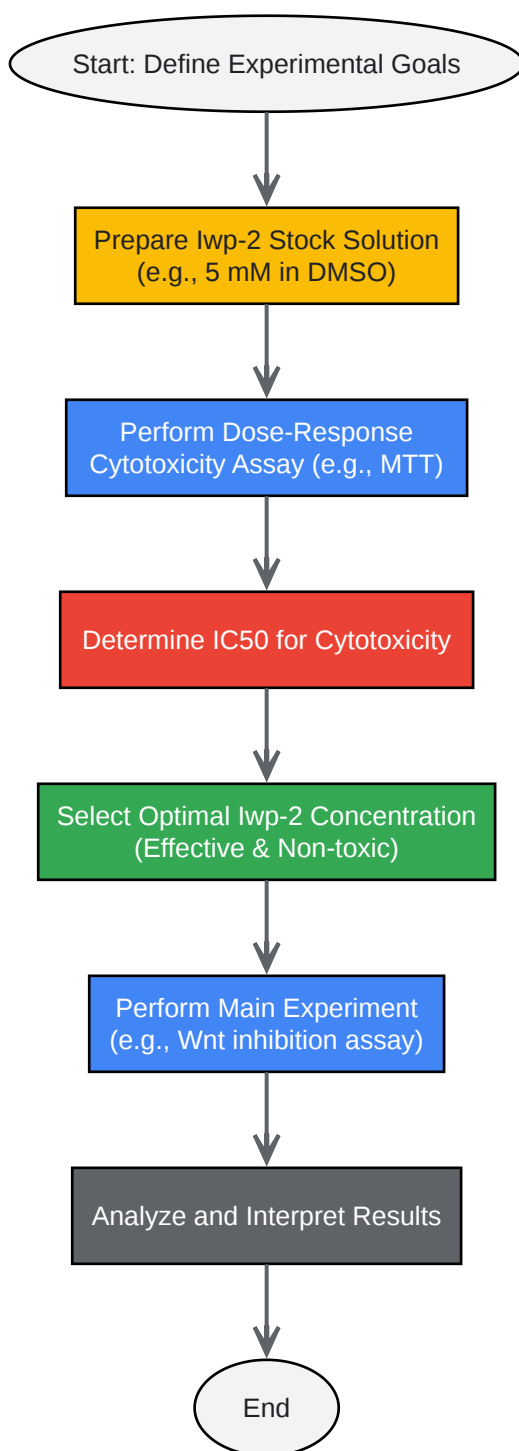 Start: Define Experimental Goals
Prepare Iwp-2 Stock Solution
(e.g., 5 mM in DMSO)
Perform Dose-Response
Cytotoxicity Assay (e.g., MTT)
Determine IC50 for Cytotoxicity
Select Optimal Iwp-2 Concentration
(Effective & Non-toxic)
Perform Main Experiment
(e.g., Wnt inhibition assay)
Analyze and Interpret Results
End